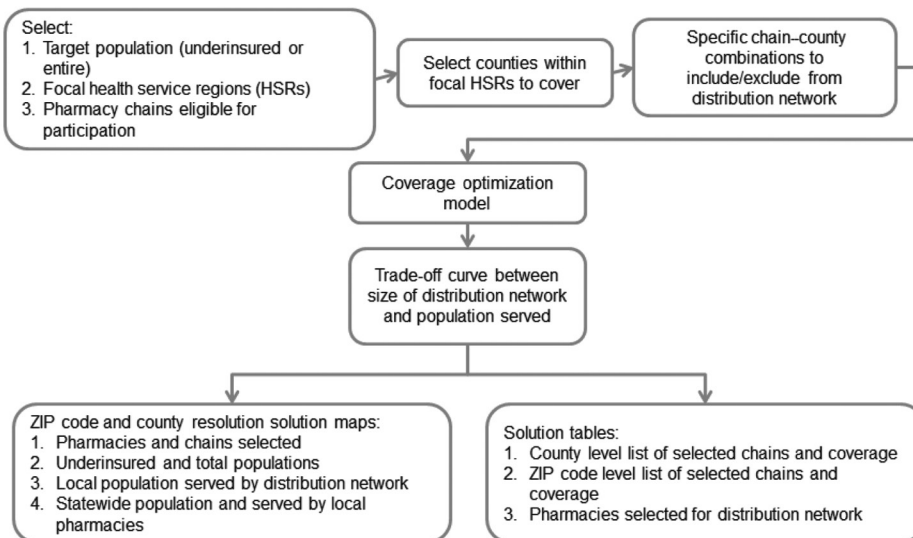 Select:
1. Target population (underinsured or
entire)
2. Focal health service regions (HSRs)
3. Pharmacy chains eligible for
participation
Select counties within
focal HSRs to cover
Specific chain–county
combinations to
include/exclude from
distribution network
Coverage optimization
model
Trade-off curve between
size of distribution network
and population served
ZIP code and county resolution solution maps:
1. Pharmacies and chains selected
2. Underinsured and total populations
3. Local population served by distribution network
4. Statewide population and served by local
pharmacies
Solution tables:
1. County level list of selected chains and coverage
2. ZIP code level list of selected chains and
coverage
3. Pharmacies selected for distribution network